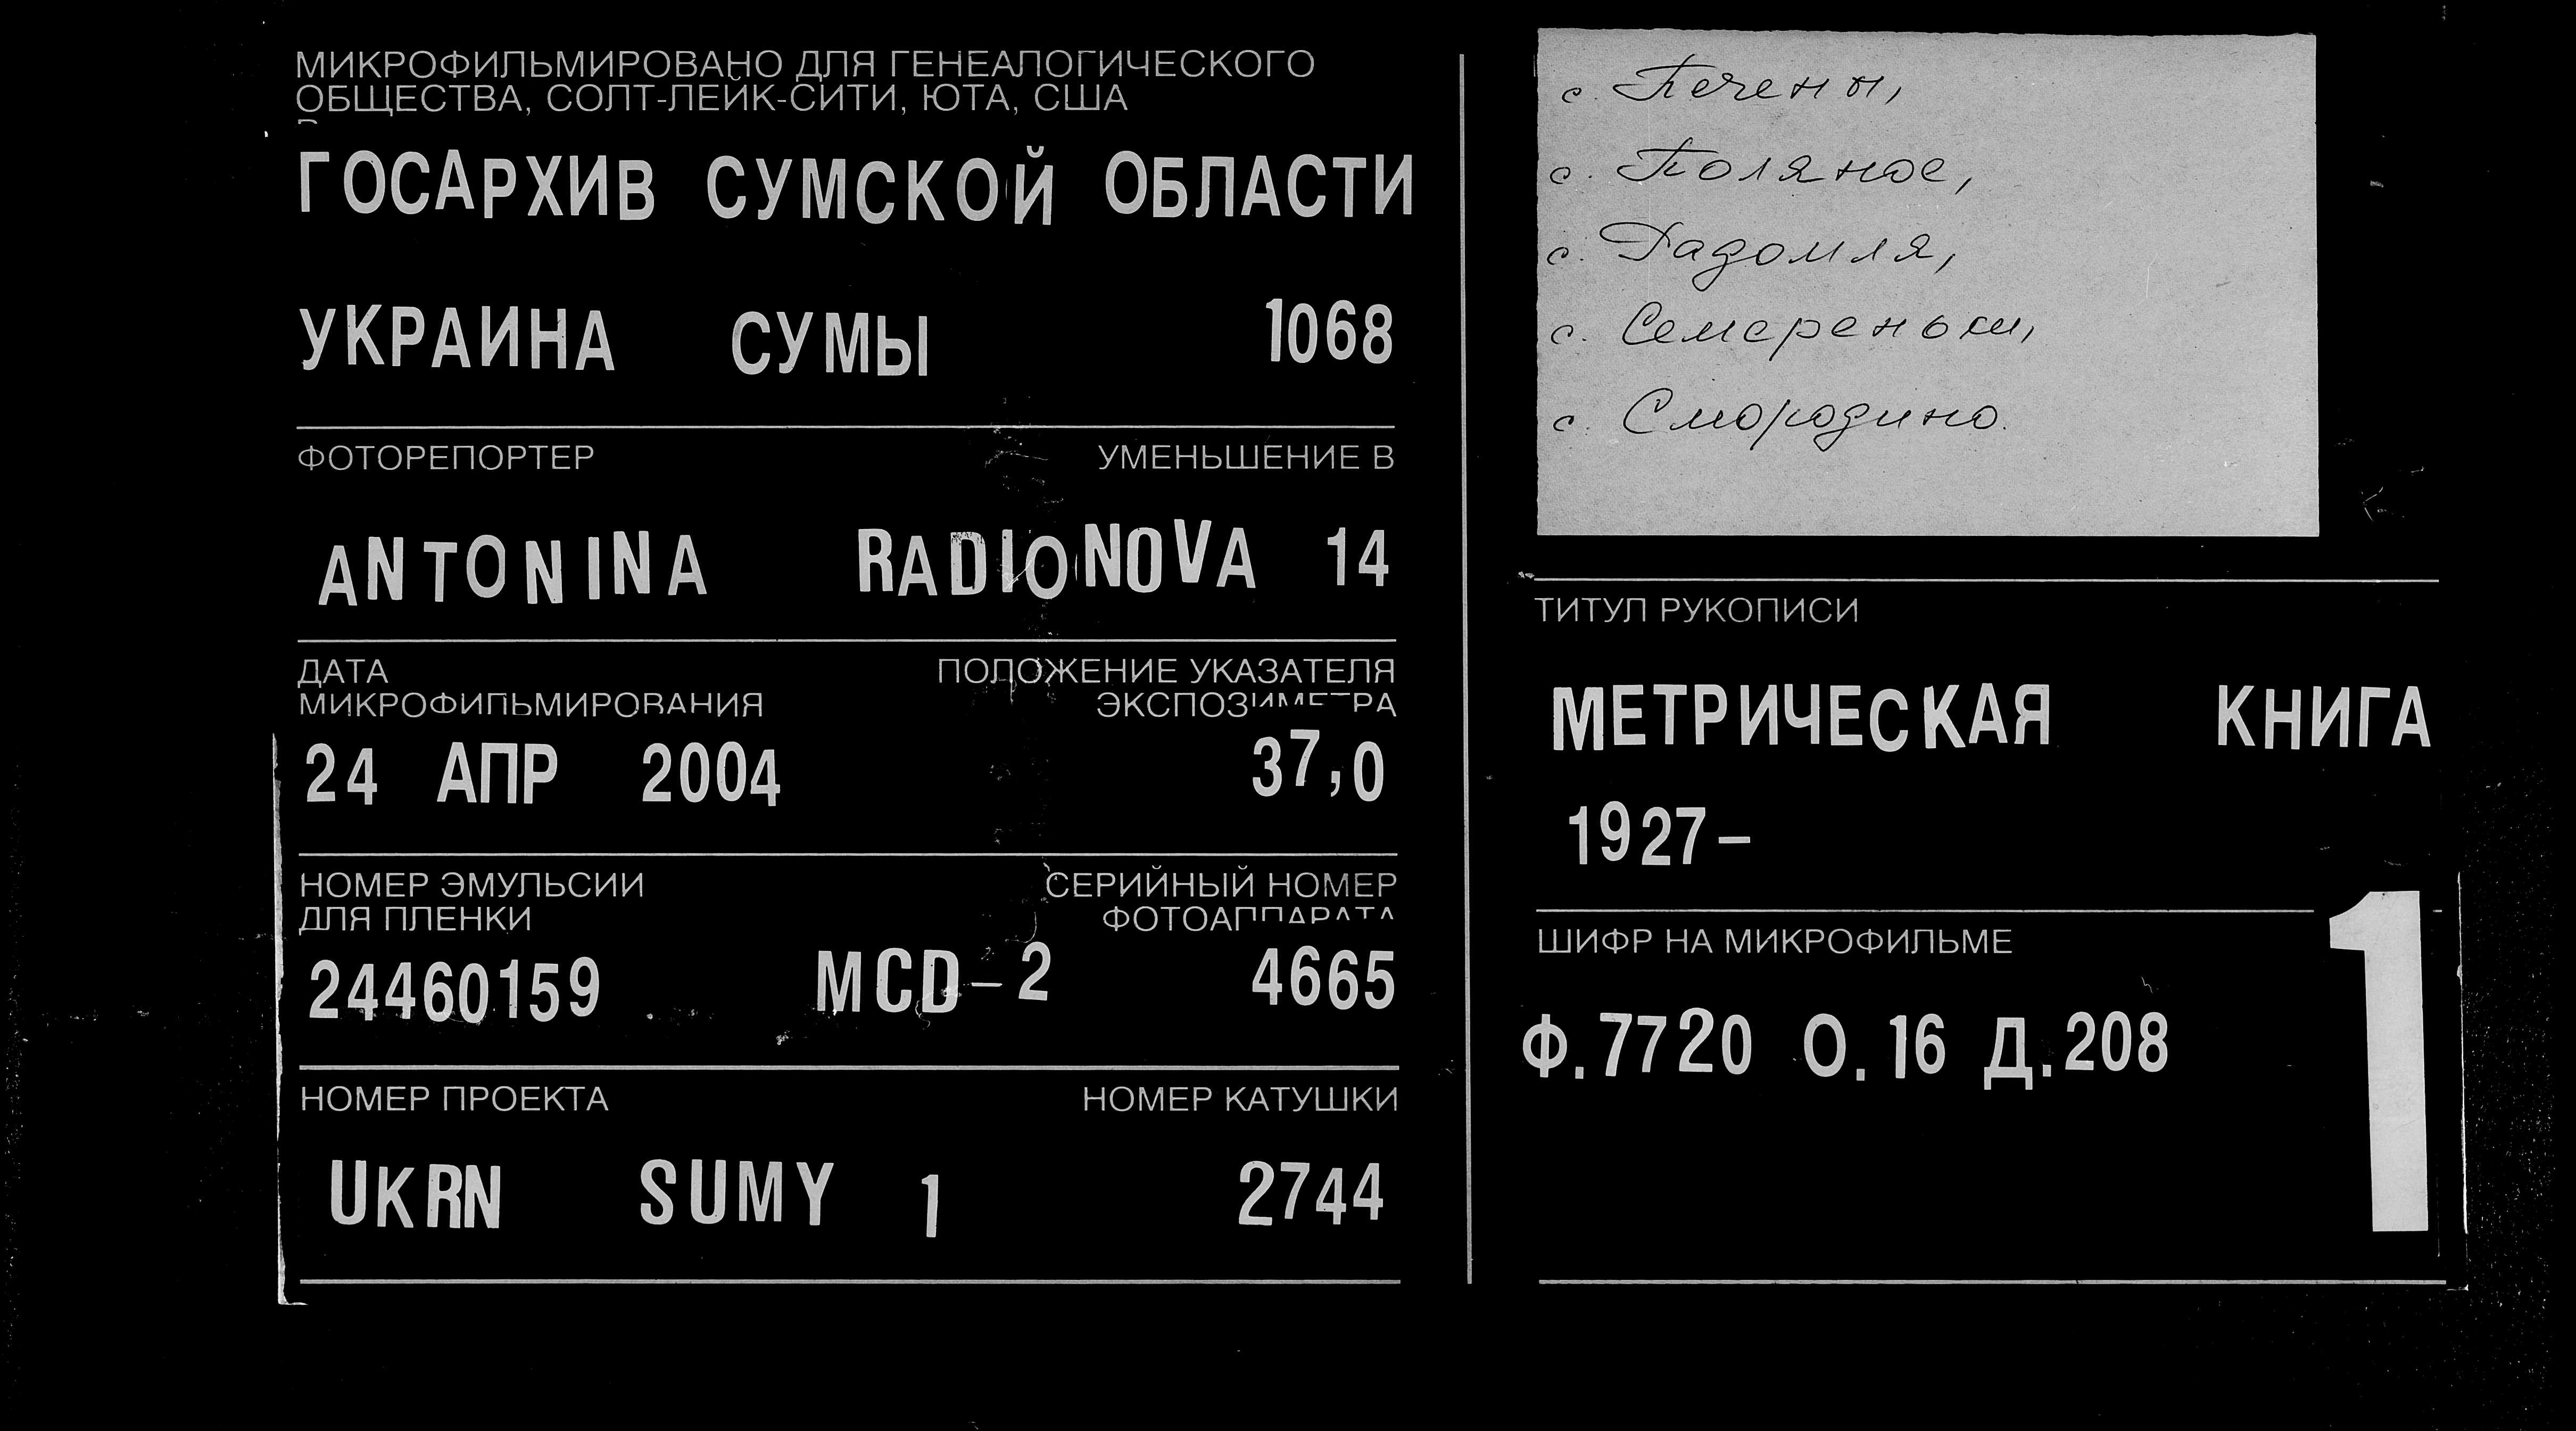 МИКРОФИЛЬМИРОВАНО ДЛЯ ГЕНЕАЛОГИЧЕСКОГО
ОБЩЕСТВА, СОЛТ-ЛЕЙК-СИТИ, ЮТА, США
ГОСАРХИВ СУМСКОЙ ОБЛАСТИ
УКРАИНА СУМЫ 1068
ФОТОРЕПОРТЕР УМЕНЬШЕНИЕ В
ANTONINA RADIONOVA 14
ДАТА ПОЛОЖЕНИЕ УКАЗАТЕЛЯ
МИКРОФИЛЬМИРОВАНИЯ ЭКСПОЗИМЕТРА
24 АПР 2004 37,0
НОМЕР ЭМУЛЬСИИ СЕРИЙНЫЙ НОМЕР
ДЛЯ ПЛЕНКИ ФОТОАППАРАТА
24460159 MCD-2 4665
НОМЕР ПРОЕКТА НОМЕР КАТУШКИ
UKRN SUMY 1 2744
с. Печены,
с. Поляное,
с. Радомля,
с. Семереньки,
с. Смородино.
ТИТУЛ РУКОПИСИ
МЕТРИЧЕСКАЯ КНИГА
1927-
ШИФР НА МИКРОФИЛЬМЕ
Ф.7720 О.16 Д.208
1